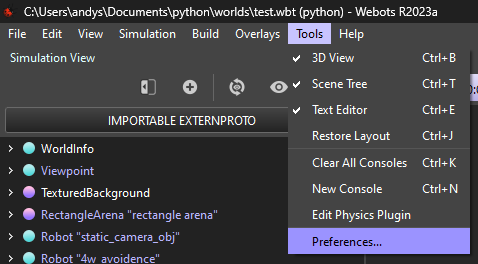 C:\Users\andys\Documents\python\worlds\test.wbt (python) - Webots R2023a
File Edit View Simulation Build Overlays Tools Help
Simulation View
IMPORTABLE EXTERNPROTO
WorldInfo
Viewpoint
TexturedBackground
RectangleArena "rectangle arena"
Robot "static_camera_obj"
Robot "4w_avoidence"
3D View Ctrl+B
Scene Tree Ctrl+T
Text Editor Ctrl+E
Restore Layout Ctrl+J
Clear All Consoles Ctrl+K
New Console Ctrl+N
Edit Physics Plugin
Preferences...